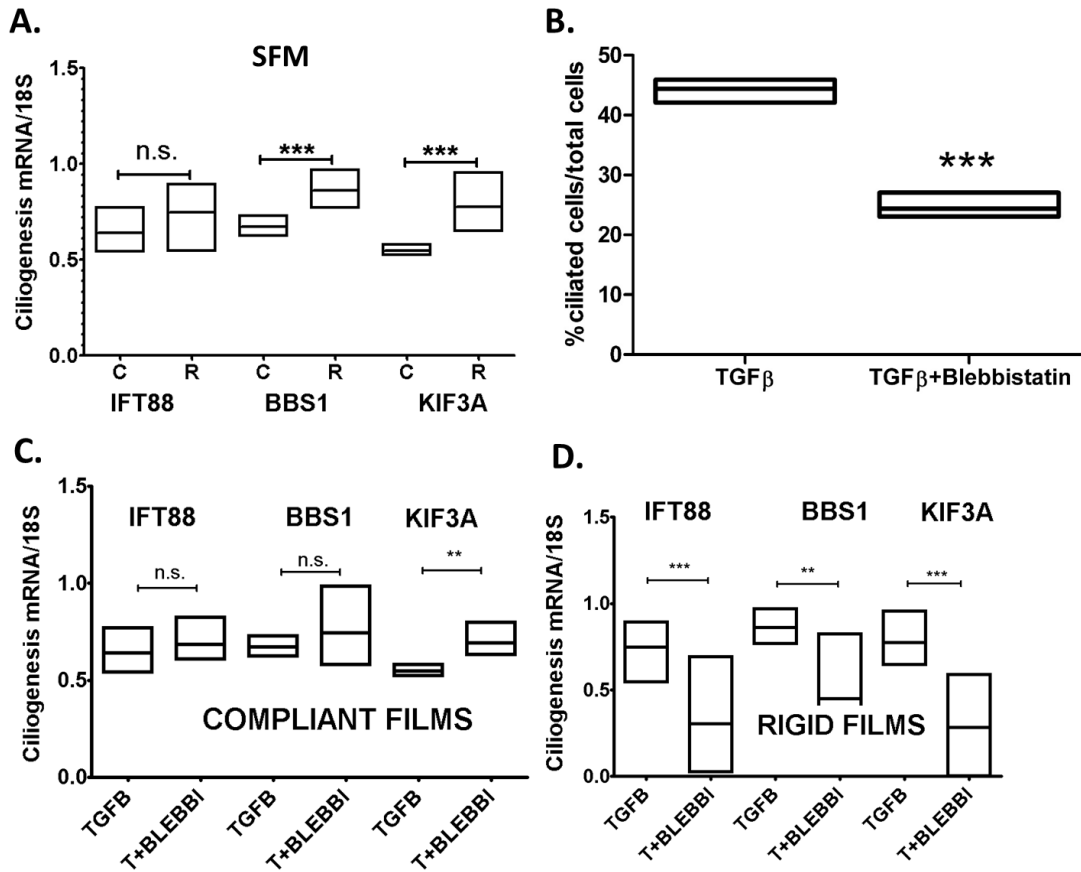 A.
SFM
Ciliogenesis mRNA/18S
1.5
1.0
0.5
0.0
n.s.
***
***
C R C R C R
IFT88 BBS1 KIF3A
B.
% ciliated cells/total cells
50
40
30
20
10
0
***
TGFβ TGFβ+Blebbistatin
C.
Ciliogenesis mRNA/18S
1.5
1.0
0.5
0.0
IFT88 BBS1 KIF3A
n.s. n.s. **
COMPLIANT FILMS
TGFB T+BLEBBI TGFB T+BLEBBI TGFB T+BLEBBI
D.
Ciliogenesis mRNA/18S
1.5
1.0
0.5
0.0
IFT88 BBS1 KIF3A
*** ** ***
RIGID FILMS
TGFB T+BLEBBI TGFB T+BLEBBI TGFB T+BLEBBI